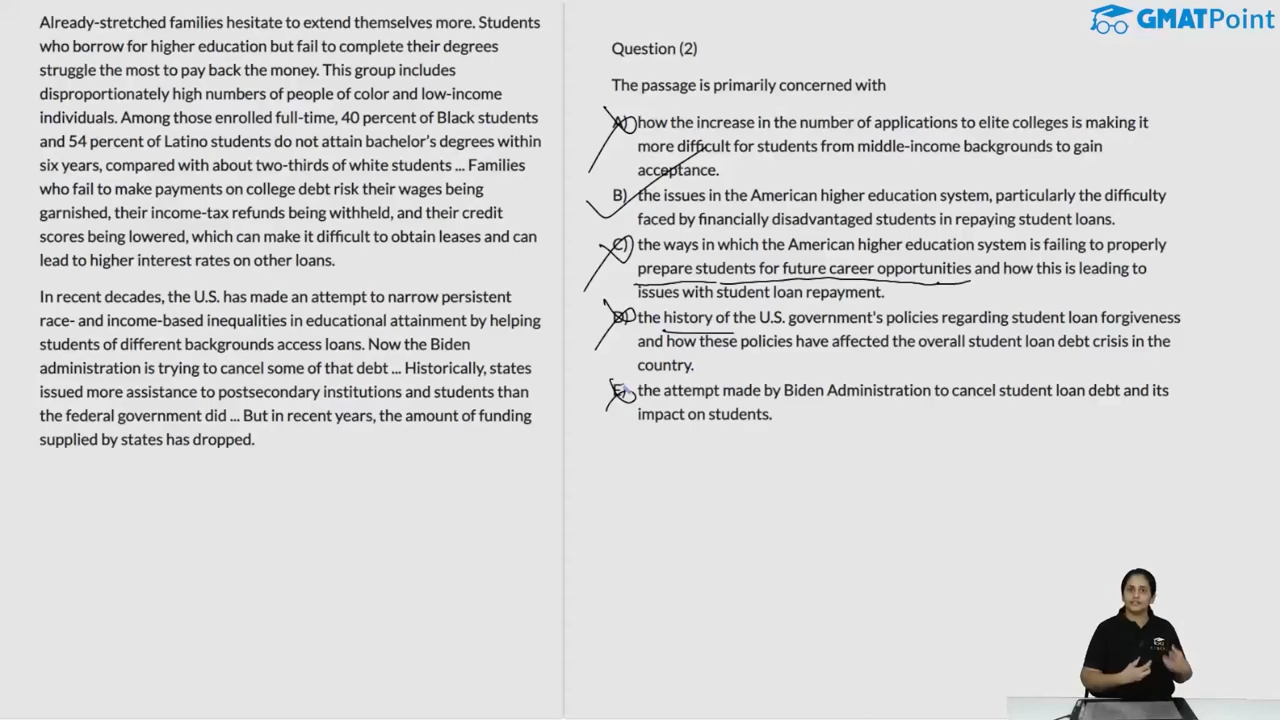 GMATPoint
Already-stretched families hesitate to extend themselves more. Students
who borrow for higher education but fail to complete their degrees
struggle the most to pay back the money. This group includes
disproportionately high numbers of people of color and low-income
individuals. Among those enrolled full-time, 40 percent of Black students
and 54 percent of Latino students do not attain bachelor's degrees within
six years, compared with about two-thirds of white students ... Families
who fail to make payments on college debt risk their wages being
garnished, their income-tax refunds being withheld, and their credit
scores being lowered, which can make it difficult to obtain leases and can
lead to higher interest rates on other loans.
In recent decades, the U.S. has made an attempt to narrow persistent
race- and income-based inequalities in educational attainment by helping
students of different backgrounds access loans. Now the Biden
administration is trying to cancel some of that debt ... Historically, states
issued more assistance to postsecondary institutions and students than
the federal government did ... But in recent years, the amount of funding
supplied by states has dropped.
Question (2)
The passage is primarily concerned with
A) how the increase in the number of applications to elite colleges is making it
more difficult for students from middle-income backgrounds to gain
acceptance.
B) the issues in the American higher education system, particularly the difficulty
faced by financially disadvantaged students in repaying student loans.
C) the ways in which the American higher education system is failing to properly
prepare students for future career opportunities and how this is leading to
issues with student loan repayment.
D) the history of the U.S. government's policies regarding student loan forgiveness
and how these policies have affected the overall student loan debt crisis in the
country.
E) the attempt made by Biden Administration to cancel student loan debt and its
impact on students.